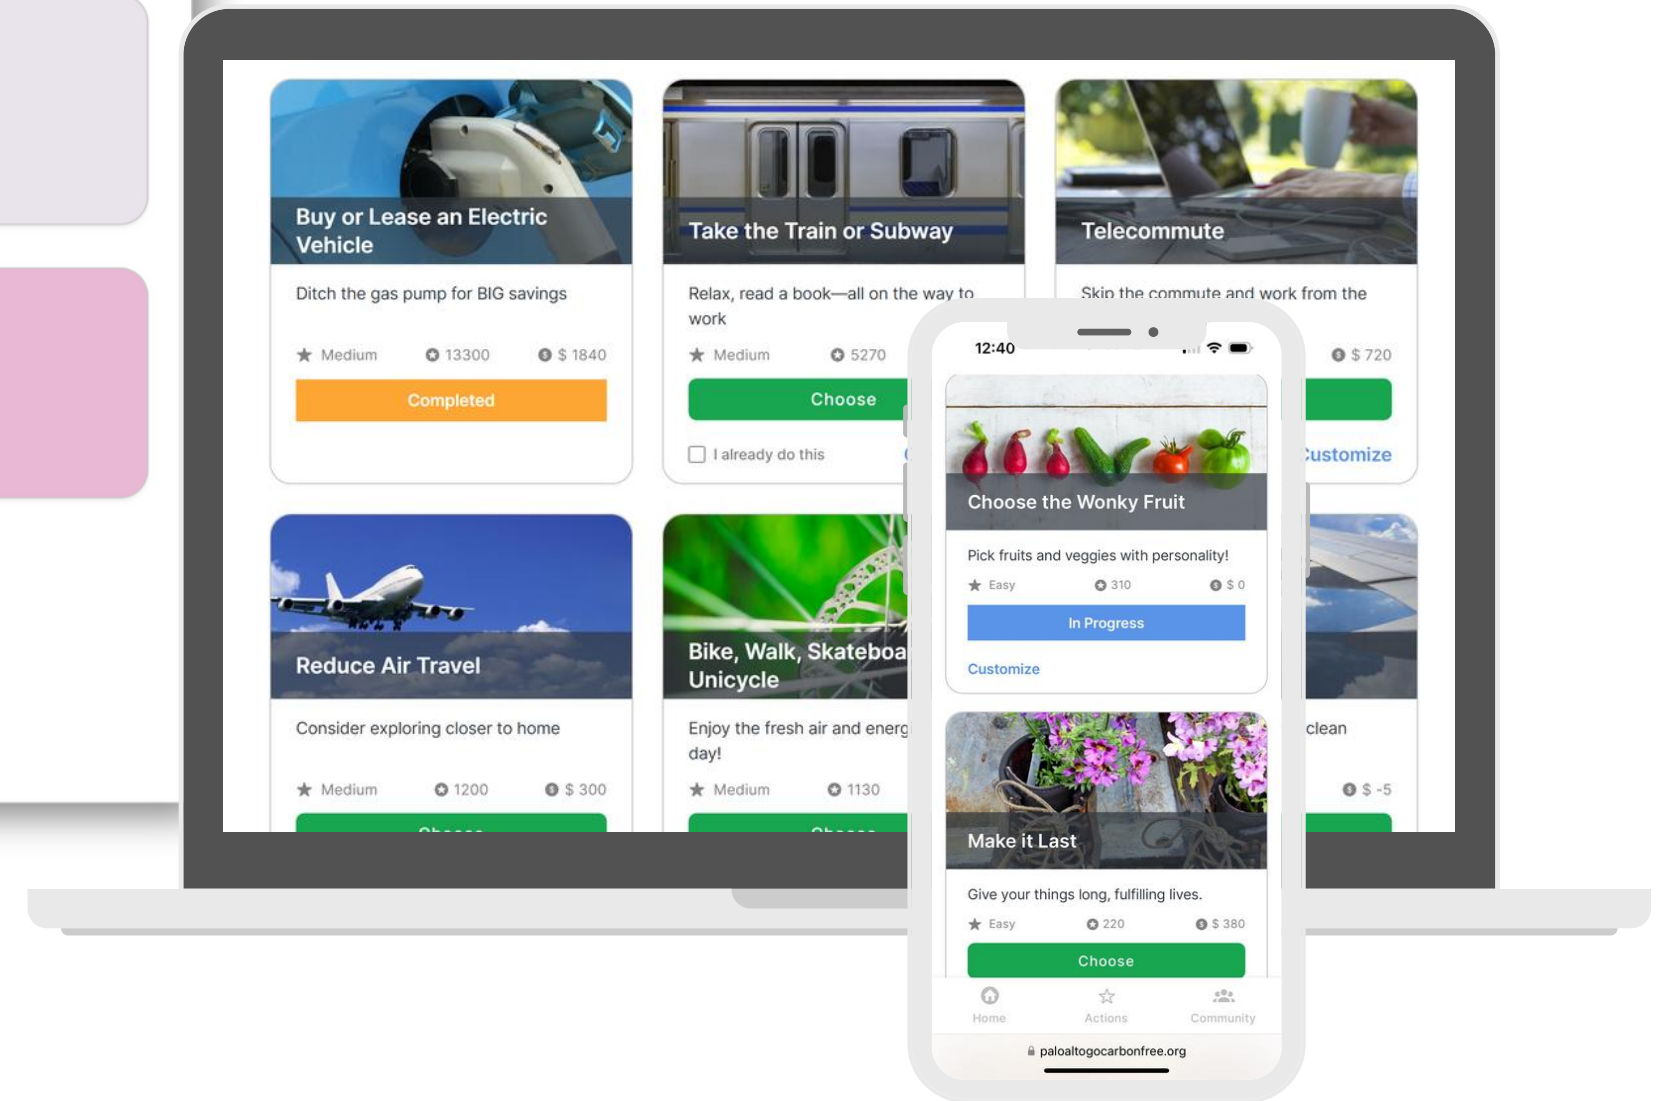 Buy or Lease an Electric
Vehicle
Ditch the gas pump for BIG savings
Medium
13300
$ 1840
Completed
Take the Train or Subway
Relax, read a book—all on the way to
work
Medium
5270
Choose
I already do this
Telecommute
Skip the commute and work from the
$ 720
Customize
Reduce Air Travel
Consider exploring closer to home
Medium
1200
$ 300
Choose
Bike, Walk, 
Unicycle
Enjoy the fresh air and
day!
Medium
1130
Choose
clean
$ -5
12:40
Choose the Wonky Fruit
Pick fruits and veggies with personality!
Easy
310
$ 0
In Progress
Customize
Make it Last
Give your things long, fulfilling lives.
Easy
220
$ 380
Choose
Home
Actions
Community
paloaltogocarbonfree.org